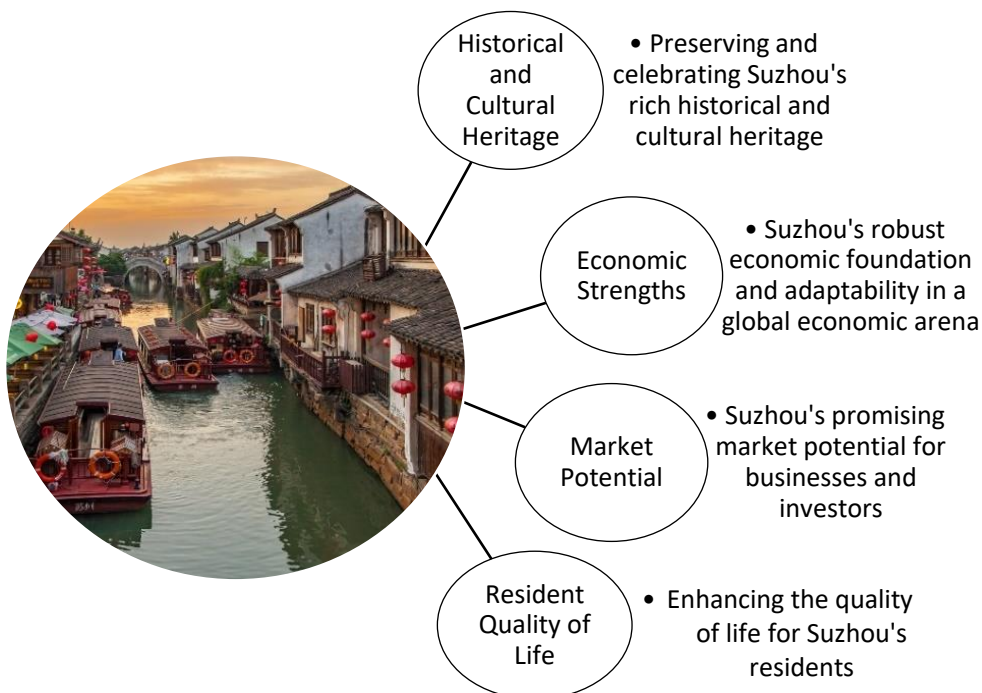 Historical
and
Cultural
Heritage
• Preserving and
celebrating Suzhou's
rich historical and
cultural heritage
Economic
Strengths
• Suzhou's robust
economic foundation
and adaptability in a
global economic arena
Market
Potential
• Suzhou's promising
market potential for
businesses and
investors
Resident
Quality of
Life
• Enhancing the quality
of life for Suzhou's
residents